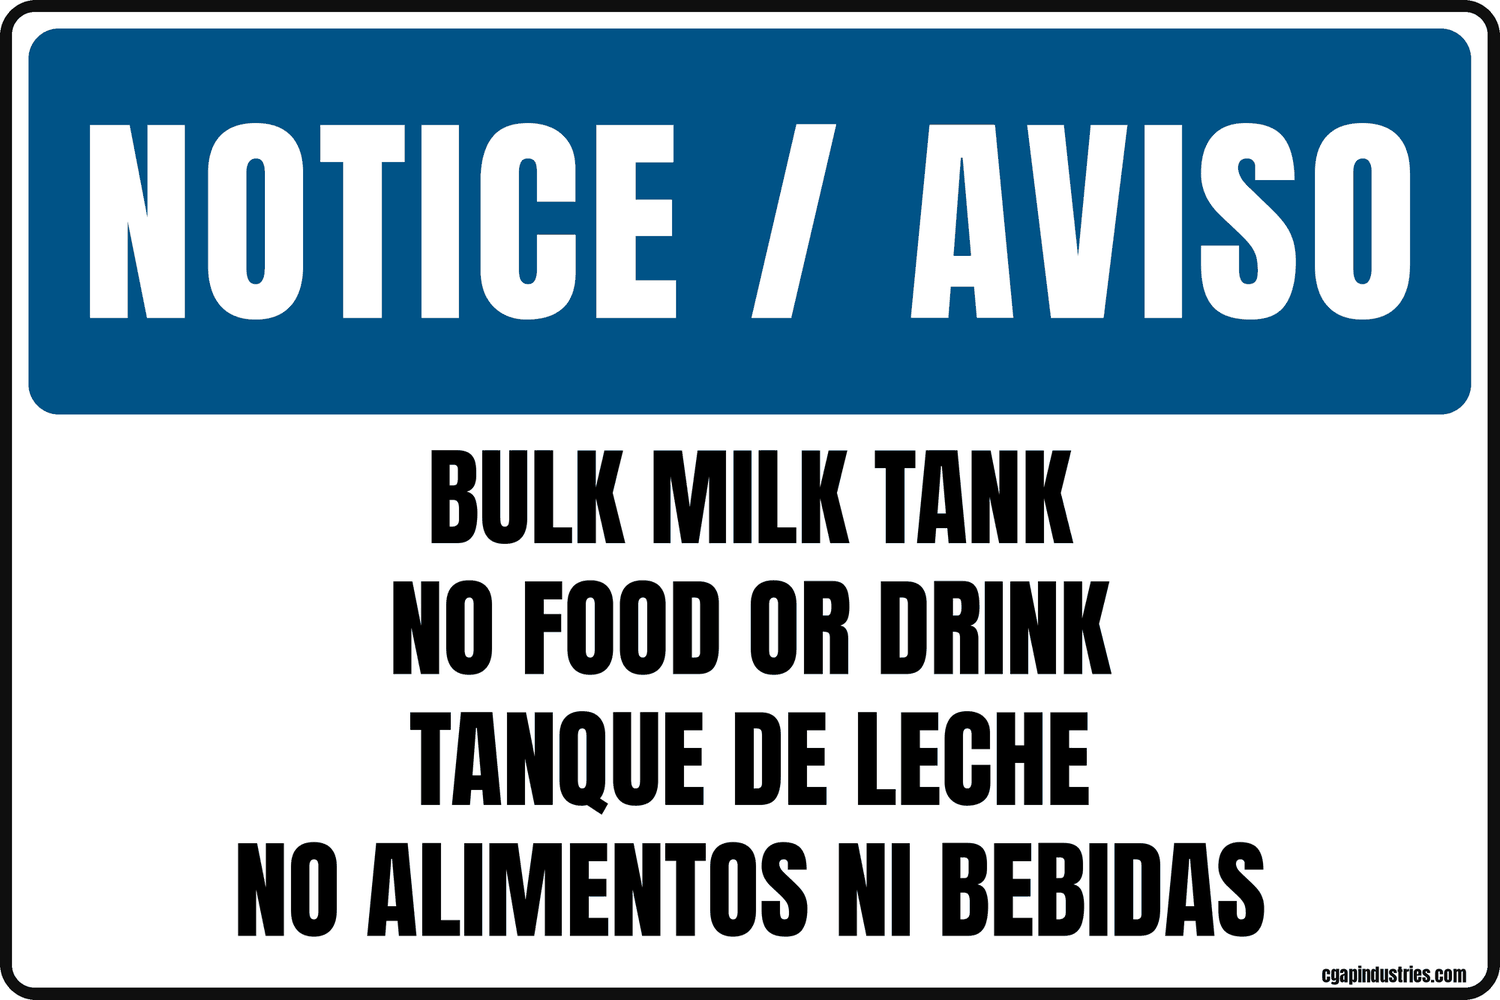 NOTICE / AVISO
BULK MILK TANK
NO FOOD OR DRINK
TANQUE DE LECHE
NO ALIMENTOS NI BEBIDAS
cgapindustries.com